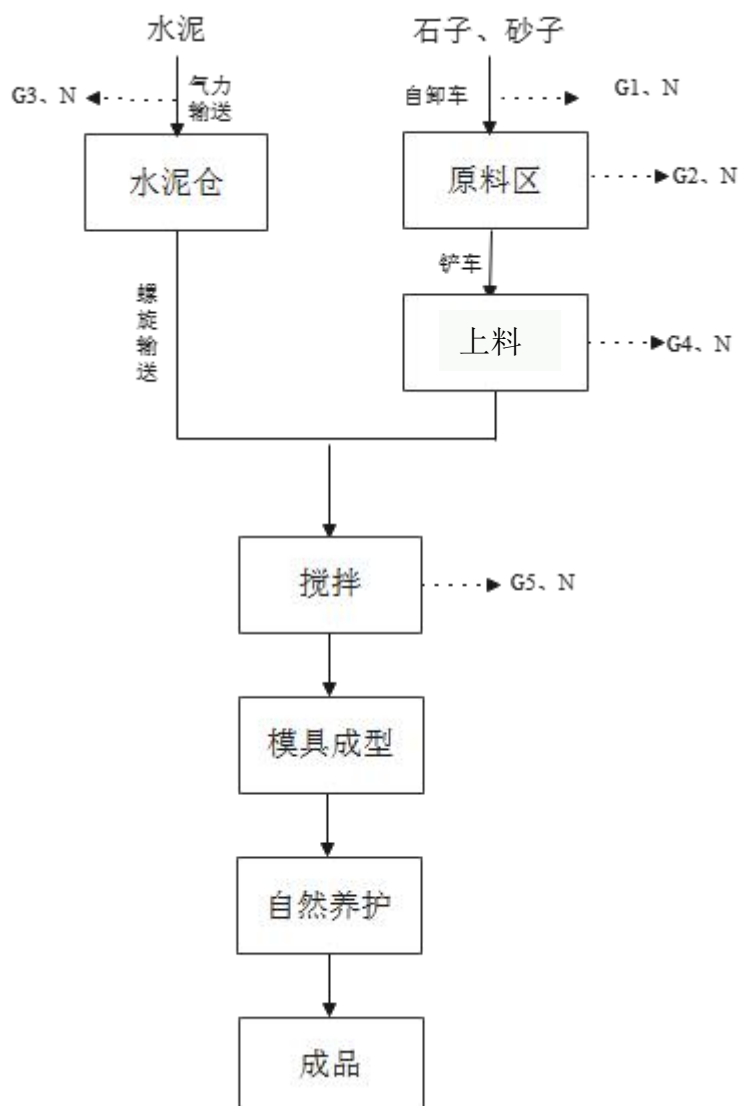 水泥
石子、砂子
G3、N
气力
输送
自卸车
G1、N
水泥仓
原料区
G2、N
铲车
螺
旋
输
送
上料
G4、N
搅拌
G5、N
模具成型
自然养护
成品